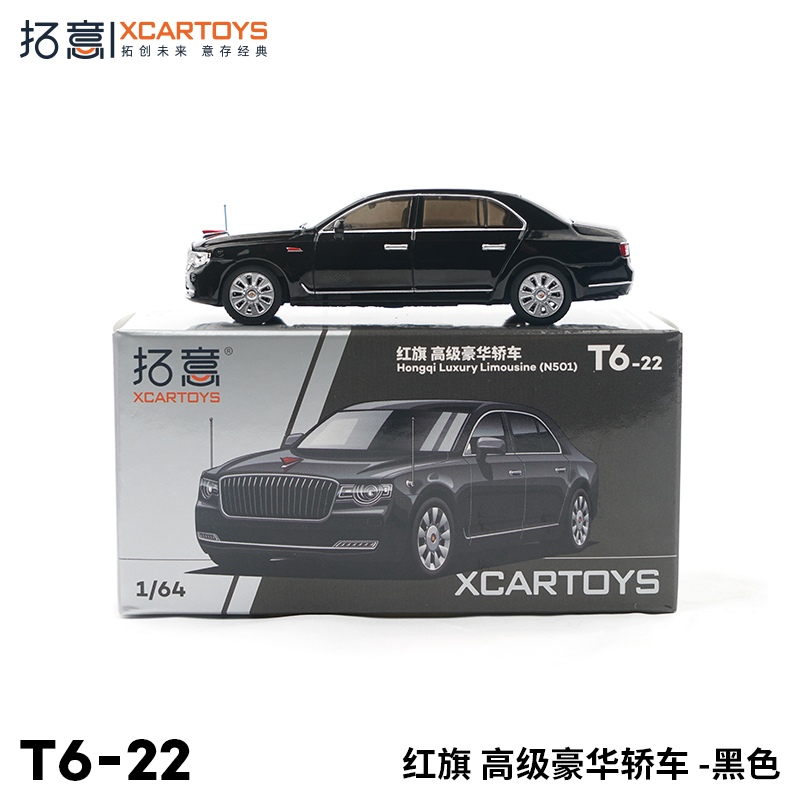 拓意 XCARTOYS
拓创未来 意存经典
拓意®
XCARTOYS
红旗 高级豪华轿车
Hongqi Luxury Limousine (N501)
T6-22
1/64
XCARTOYS
T6-22
红旗 高级豪华轿车 -黑色